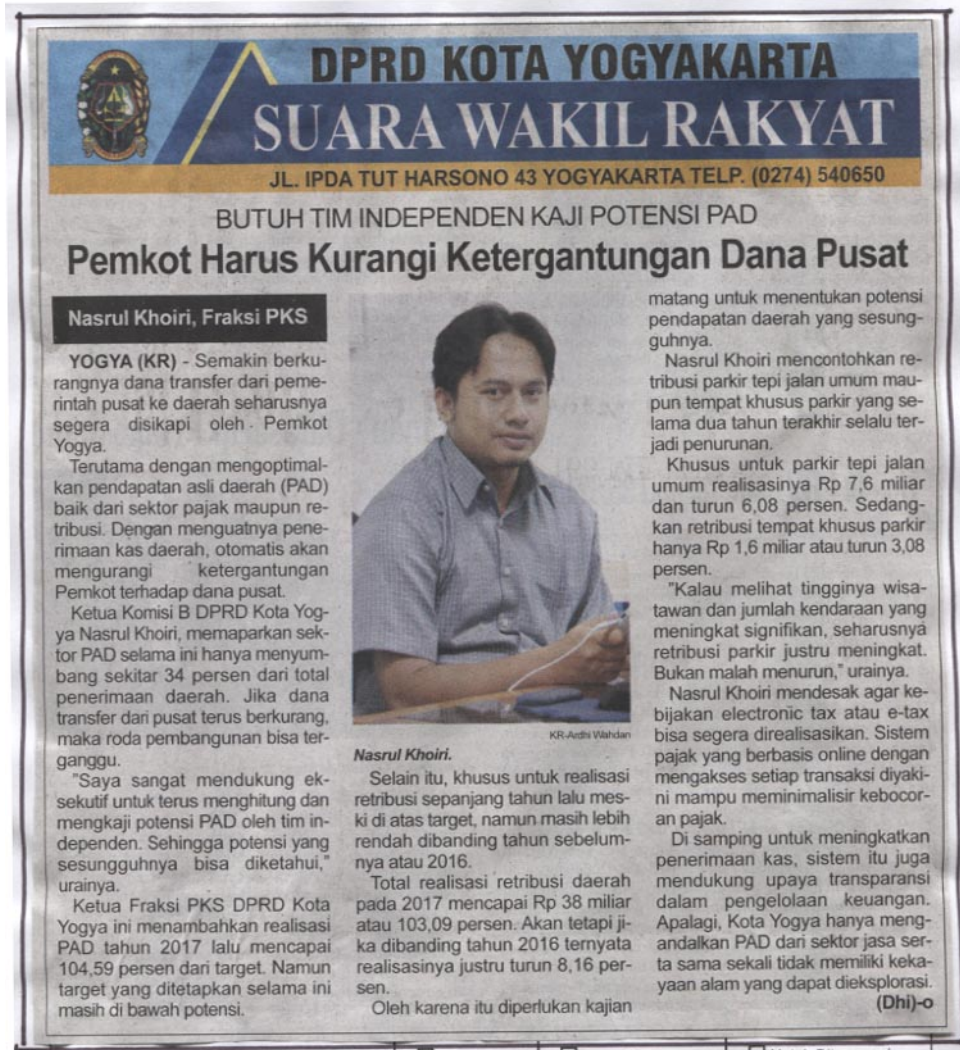 DPRD KOTA YOGYAKARTA
SUARA WAKIL RAKYAT
JL. IPDA TUT HARSONO 43 YOGYAKARTA TELP. (0274) 540650
BUTUH TIM INDEPENDEN KAJI POTENSI PAD
Pemkot Harus Kurangi Ketergantungan Dana Pusat
Nasrul Khoiri, Fraksi PKS
YOGYA (KR) - Semakin berku-
rangnya dana transfer dari peme-
rintah pusat ke daerah seharusnya
segera disikapi oleh Pemkot
Yogya.
Terutama dengan mengoptimal-
kan pendapatan asli daerah (PAD)
baik dari sektor pajak maupun re-
tribusi. Dengan menguatnya pene-
rimaan kas daerah, otomatis akan
mengurangi ketergantungan
Pemkot terhadap dana pusat.
Ketua Komisi B DPRD Kota Yog-
ya Nasrul Khoiri, memaparkan sek-
tor PAD selama ini hanya menyum-
bang sekitar 34 persen dari total
penerimaan daerah. Jika dana
transfer dari pusat terus berkurang,
maka roda pembangunan bisa ter-
ganggu.
"Saya sangat mendukung ek-
sekutif untuk terus menghitung dan
mengkaji potensi PAD oleh tim in-
dependen. Sehingga potensi yang
sesungguhnya bisa diketahui,"
urainya.
Ketua Fraksi PKS DPRD Kota
Yogya ini menambahkan realisasi
PAD tahun 2017 lalu mencapai
104,59 persen dari target. Namun
target yang ditetapkan selama ini
masih di bawah potensi.
KR-Ardhi Wahdan
Nasrul Khoiri.
Selain itu, khusus untuk realisasi
retribusi sepanjang tahun lalu mes-
ki di atas target, namun masih lebih
rendah dibanding tahun sebelum-
nya atau 2016.
Total realisasi retribusi daerah
pada 2017 mencapai Rp 38 miliar
atau 103,09 persen. Akan tetapi ji-
ka dibanding tahun 2016 ternyata
realisasinya justru turun 8,16 per-
sen.
Oleh karena itu diperlukan kajian
matang untuk menentukan potensi
pendapatan daerah yang sesung-
guhnya.
Nasrul Khoiri mencontohkan re-
tribusi parkir tepi jalan umum mau-
pun tempat khusus parkir yang se-
lama dua tahun terakhir selalu ter-
jadi penurunan.
Khusus untuk parkir tepi jalan
umum realisasinya Rp 7,6 miliar
dan turun 6,08 persen. Sedang-
kan retribusi tempat khusus parkir
hanya Rp 1,6 miliar atau turun 3,08
persen.
"Kalau melihat tingginya wisa-
tawan dan jumlah kendaraan yang
meningkat signifikan, seharusnya
retribusi parkir justru meningkat.
Bukan malah menurun," urainya.
Nasrul Khoiri mendesak agar ke-
bijakan electronic tax atau e-tax
bisa segera direalisasikan. Sistem
pajak yang berbasis online dengan
mengakses setiap transaksi diyaki-
ni mampu meminimalisir kebocor-
an pajak.
Di samping untuk meningkatkan
penerimaan kas, sistem itu juga
mendukung upaya transparansi
dalam pengelolaan keuangan.
Apalagi, Kota Yogya hanya meng-
andalkan PAD dari sektor jasa ser-
ta sama sekali tidak memiliki keka-
yaan alam yang dapat dieksplorasi.
(Dhi)-o